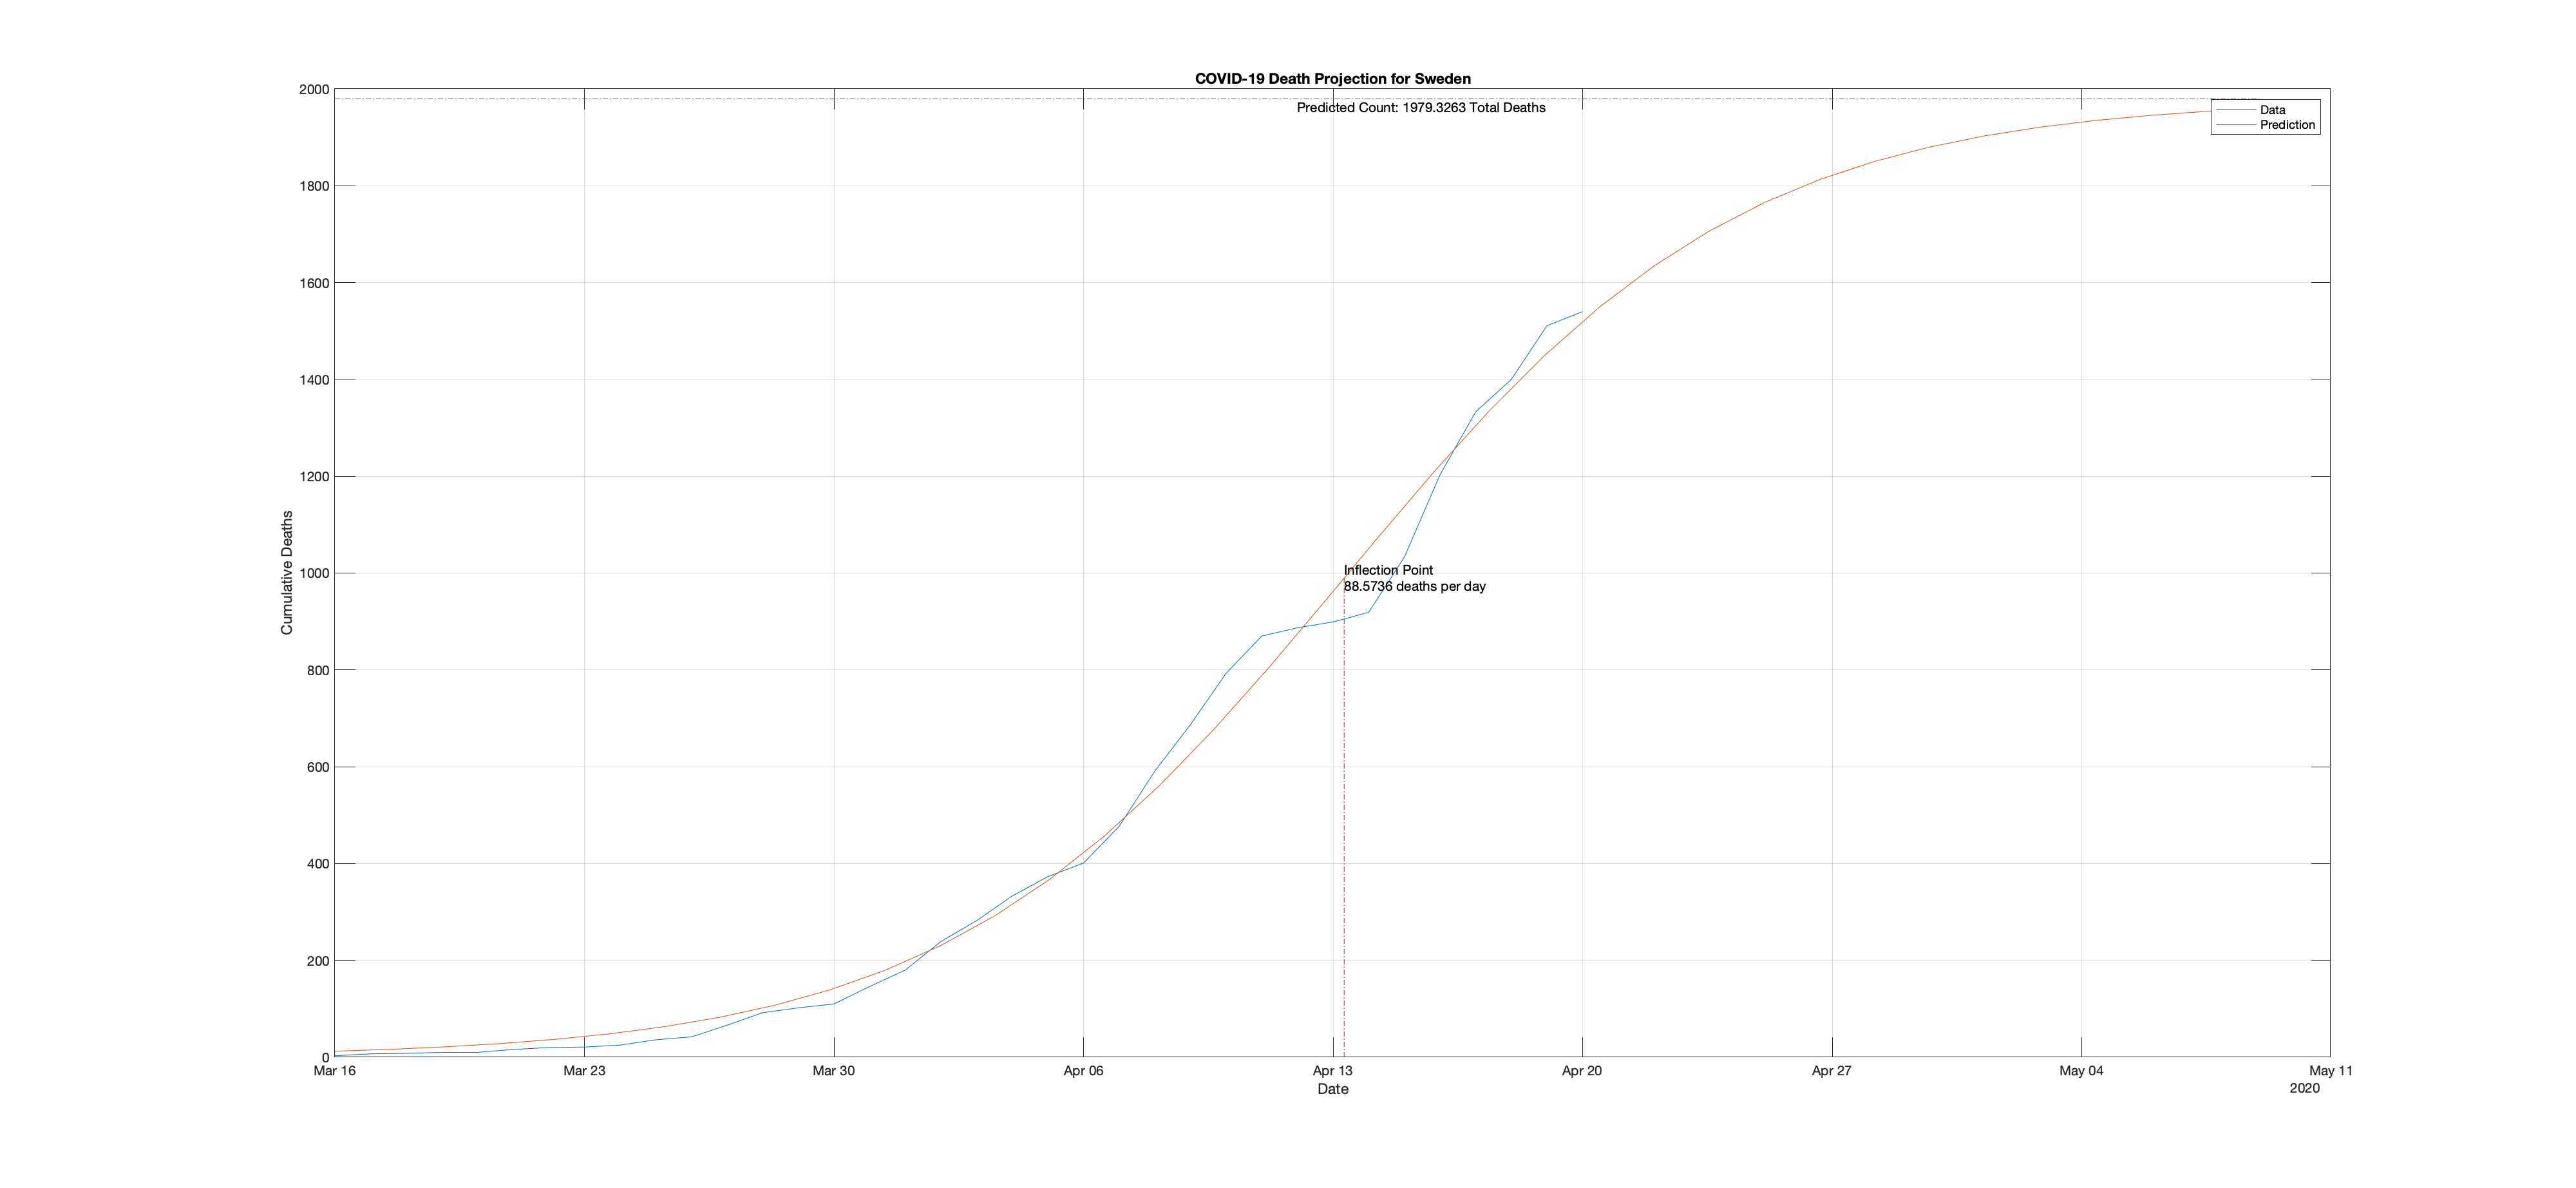 COVID-19 Death Projection for Sweden
2000
Predicted Count: 1979.3263 Total Deaths
Data
Prediction
1800
1600
1400
1200
1000
Inflection Point
88.5736 deaths per day
800
600
400
200
0
Cumulative Deaths
Mar 16 Mar 23 Mar 30 Apr 06 Apr 13 Apr 20 Apr 27 May 04 May 11
Date
2020